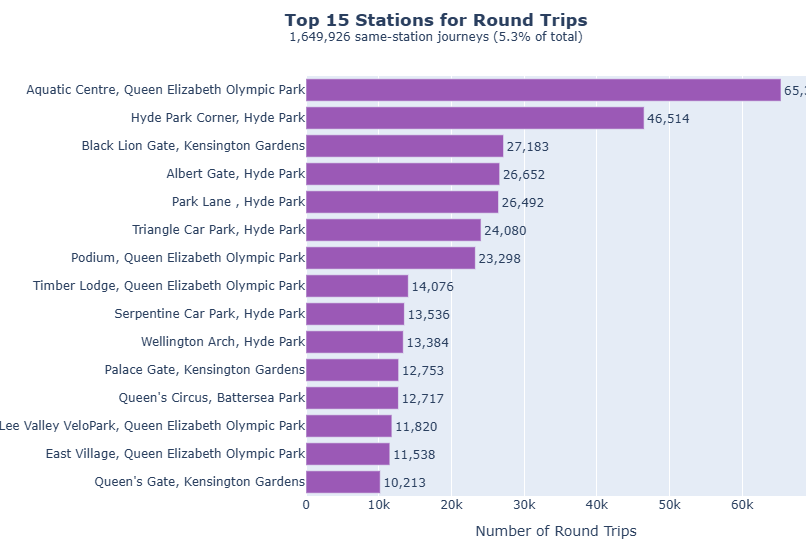 Top 15 Stations for Round Trips
1,649,926 same-station journeys (5.3% of total)
Aquatic Centre, Queen Elizabeth Olympic Park
Hyde Park Corner, Hyde Park 46,514
Black Lion Gate, Kensington Gardens 27,183
Albert Gate, Hyde Park 26,652
Park Lane , Hyde Park 26,492
Triangle Car Park, Hyde Park 24,080
Podium, Queen Elizabeth Olympic Park 23,298
Timber Lodge, Queen Elizabeth Olympic Park 14,076
Serpentine Car Park, Hyde Park 13,536
Wellington Arch, Hyde Park 13,384
Palace Gate, Kensington Gardens 12,753
Queen's Circus, Battersea Park 12,717
Lee Valley VeloPark, Queen Elizabeth Olympic Park 11,820
East Village, Queen Elizabeth Olympic Park 11,538
Queen's Gate, Kensington Gardens 10,213
0 10k 20k 30k 40k 50k 60k
Number of Round Trips